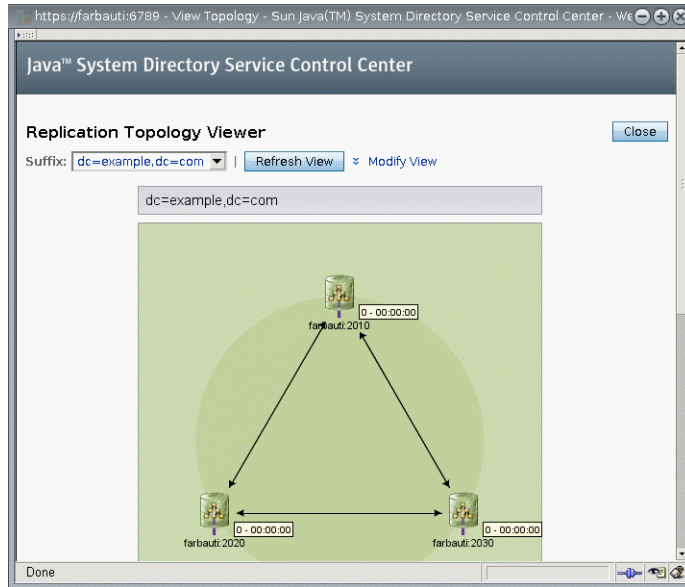 https://farbauti:6789 - View Topology - Sun Java(TM) System Directory Service Control Center - We
Java™ System Directory Service Control Center
Replication Topology Viewer
Close
Suffix: dc=example,dc=com | Refresh View Modify View
dc=example,dc=com
0 - 00:00:00
farbauti:2010
0 - 00:00:00
farbauti:2020
0 - 00:00:00
farbauti:2030
Done